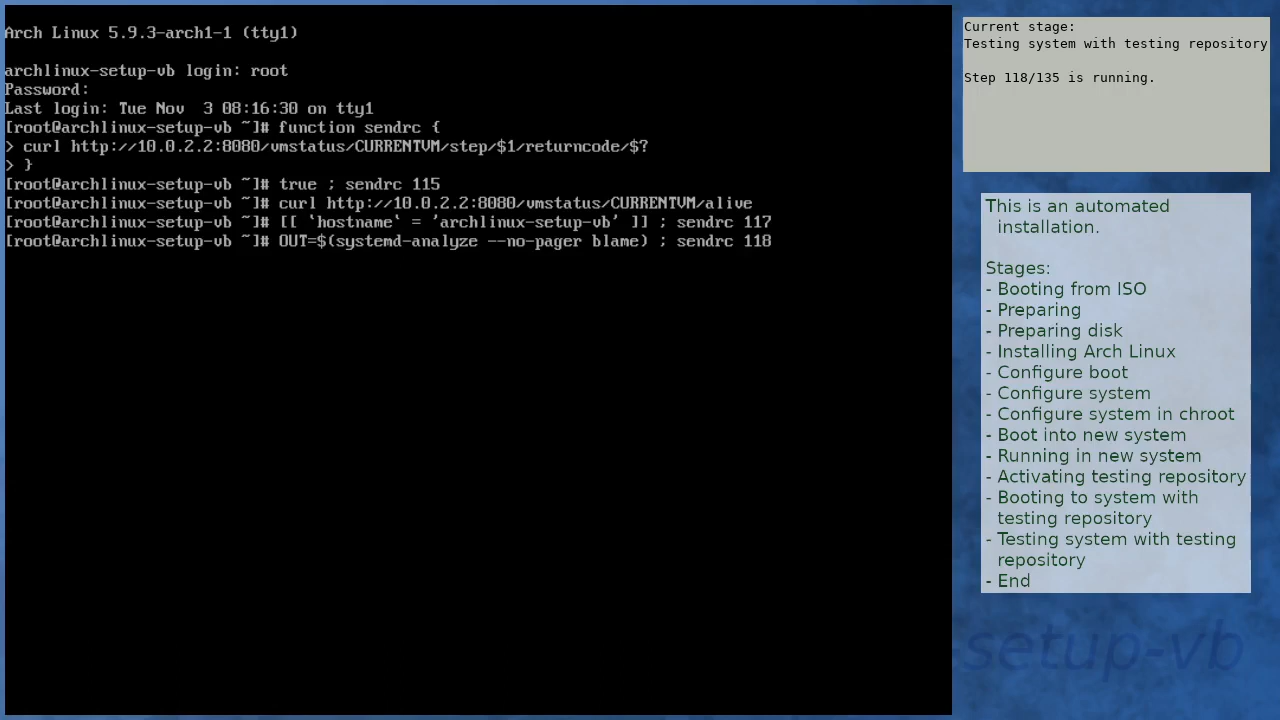 Arch Linux 5.9.3-arch1-1 (tty1)
archlinux-setup-vb login: root
Password:
Last login: Tue Nov  3 08:16:30 on tty1
[root@archlinux-setup-vb ~]# function sendrc {
> curl http://10.0.2.2:8080/vmstatus/CURRENTVM/step/$1/returncode/$?
> }
[root@archlinux-setup-vb ~]# true ; sendrc 115
[root@archlinux-setup-vb ~]# curl http://10.0.2.2:8080/vmstatus/CURRENTVM/alive
[root@archlinux-setup-vb ~]# [[ `hostname` = 'archlinux-setup-vb' ]] ; sendrc 117
[root@archlinux-setup-vb ~]# OUT=$(systemd-analyze --no-pager blame) ; sendrc 118
Current stage:
Testing system with testing repository
Step 118/135 is running.
This is an automated
installation.
Stages:
- Booting from ISO
- Preparing
- Preparing disk
- Installing Arch Linux
- Configure boot
- Configure system
- Configure system in chroot
- Boot into new system
- Running in new system
- Activating testing repository
- Booting to system with
testing repository
- Testing system with testing
repository
- End
setup-vb